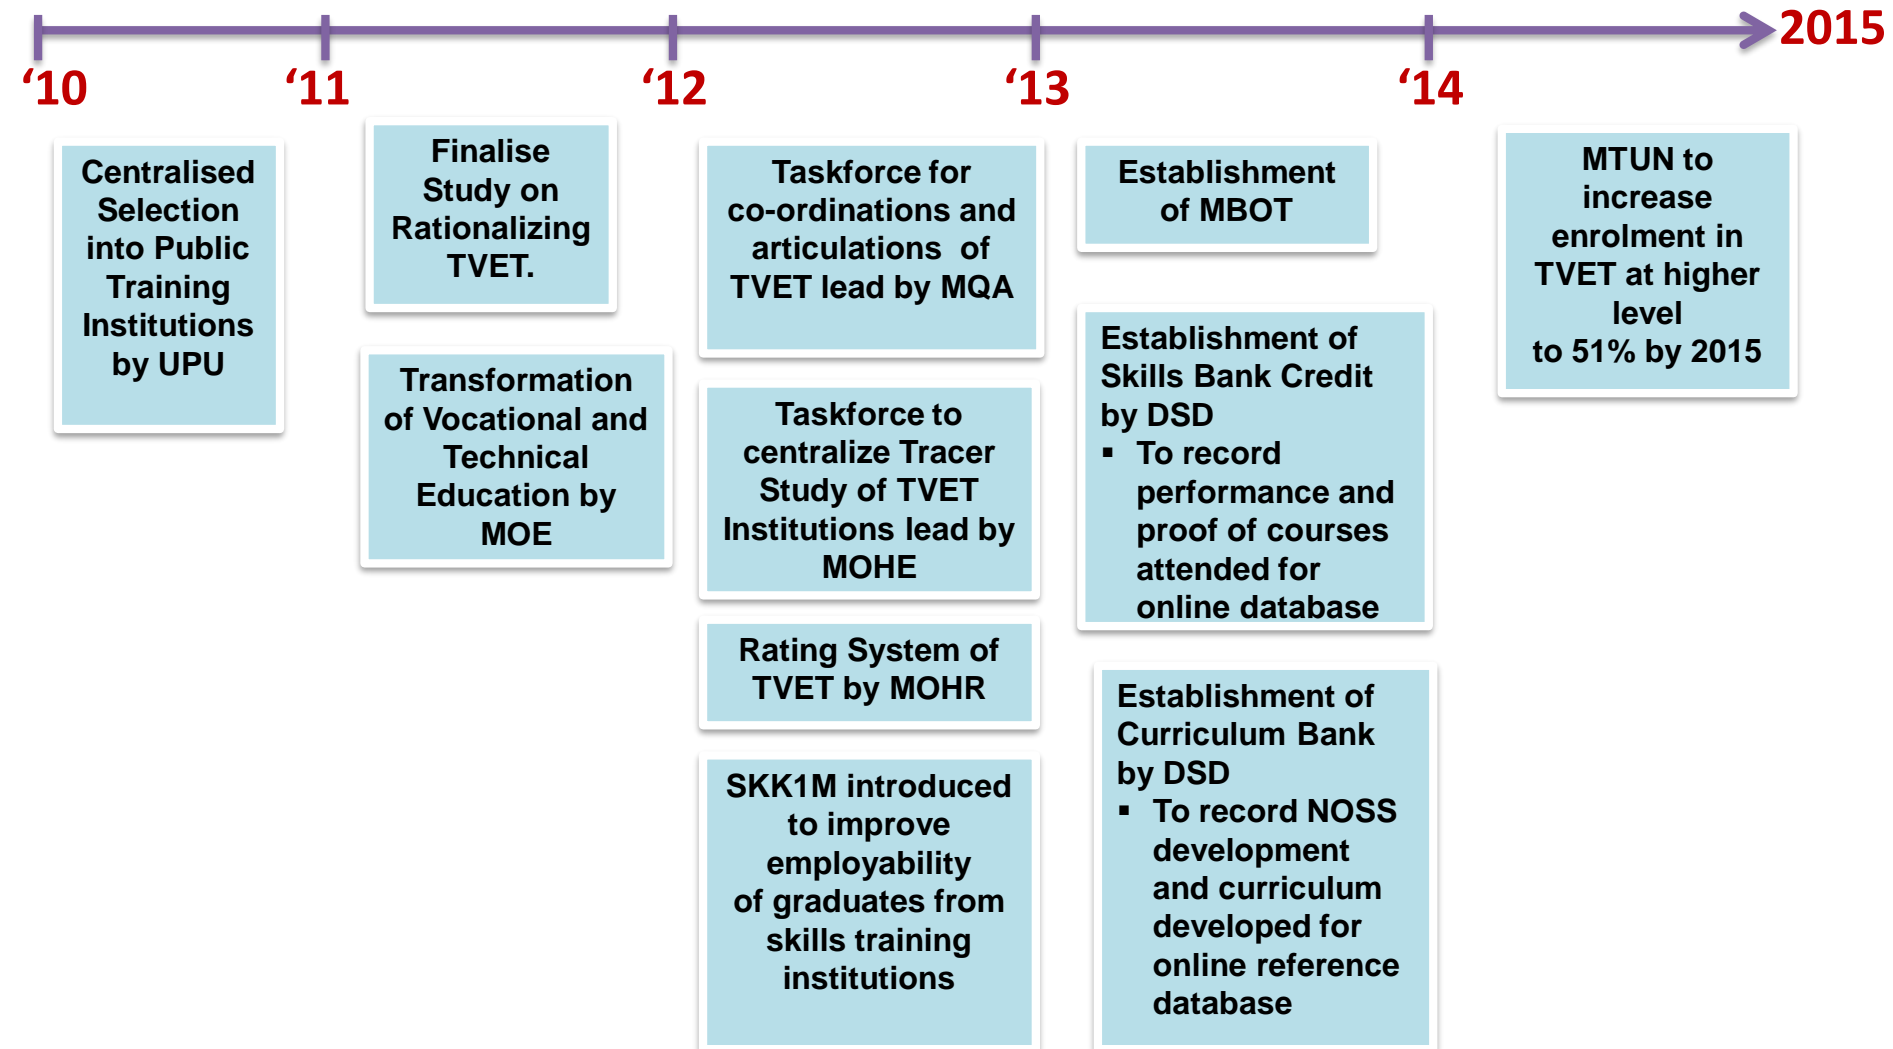 2015
‘10
‘11
‘12
‘13
‘14
Centralised
Selection
into Public
Training
Institutions
by UPU
Finalise
Study on
Rationalizing
TVET.
Transformation
of Vocational and
Technical
Education by
MOE
Taskforce for
co-ordinations and
articulations of
TVET lead by MQA
Taskforce to
centralize Tracer
Study of TVET
Institutions lead by
MOHE
Rating System of
TVET by MOHR
SKK1M introduced
to improve
employability
of graduates from
skills training
institutions
Establishment
of MBOT
Establishment of
Skills Bank Credit
by DSD
▪ To record
performance and
proof of courses
attended for
online database
Establishment of
Curriculum Bank
by DSD
▪ To record NOSS
development
and curriculum
developed for
online reference
database
MTUN to
increase
enrolment in
TVET at higher
level
to 51% by 2015